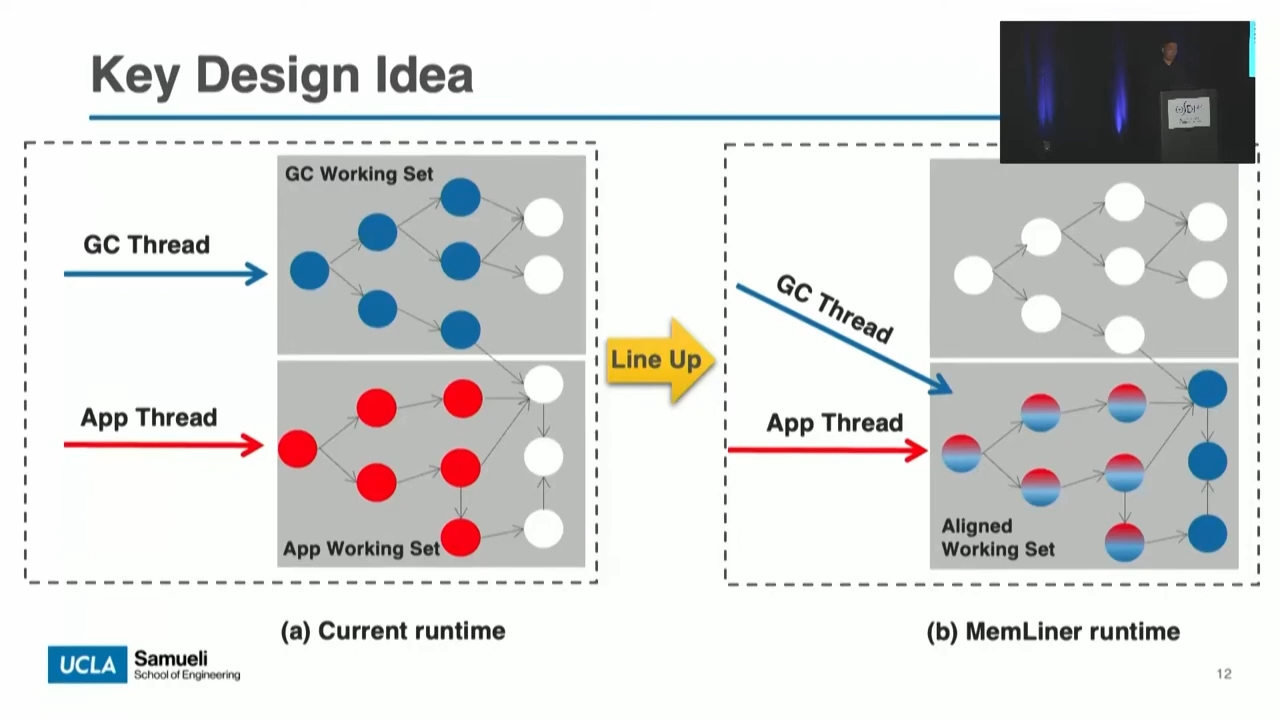 Key Design Idea
GC Working Set
GC Thread
App Thread
App Working Set
(a) Current runtime
Line Up
GC Thread
App Thread
Aligned
Working Set
(b) MemLiner runtime
UCLA
Samueli
School of Engineering
12